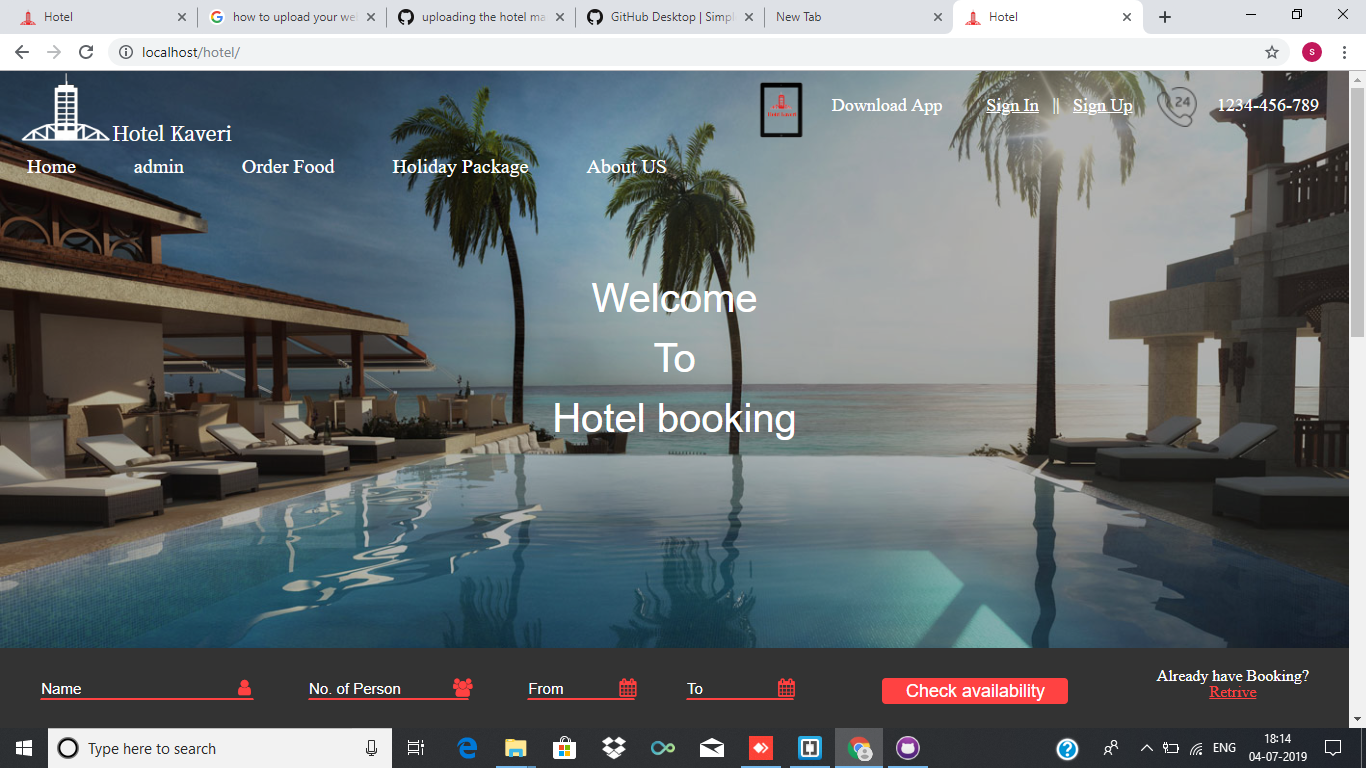 Hotel
how to upload your we
uploading the hotel ma
GitHub Desktop | Simpl
New Tab
Hotel
localhost/hotel/
s
Hotel Kaveri
Download App
Sign In || Sign Up
24
1234-456-789
Home
admin
Order Food
Holiday Package
About US
Welcome
To
Hotel booking
Name
No. of Person
From
To
Check availability
Already have Booking?
Retrive
Type here to search
ENG
18:14
04-07-2019